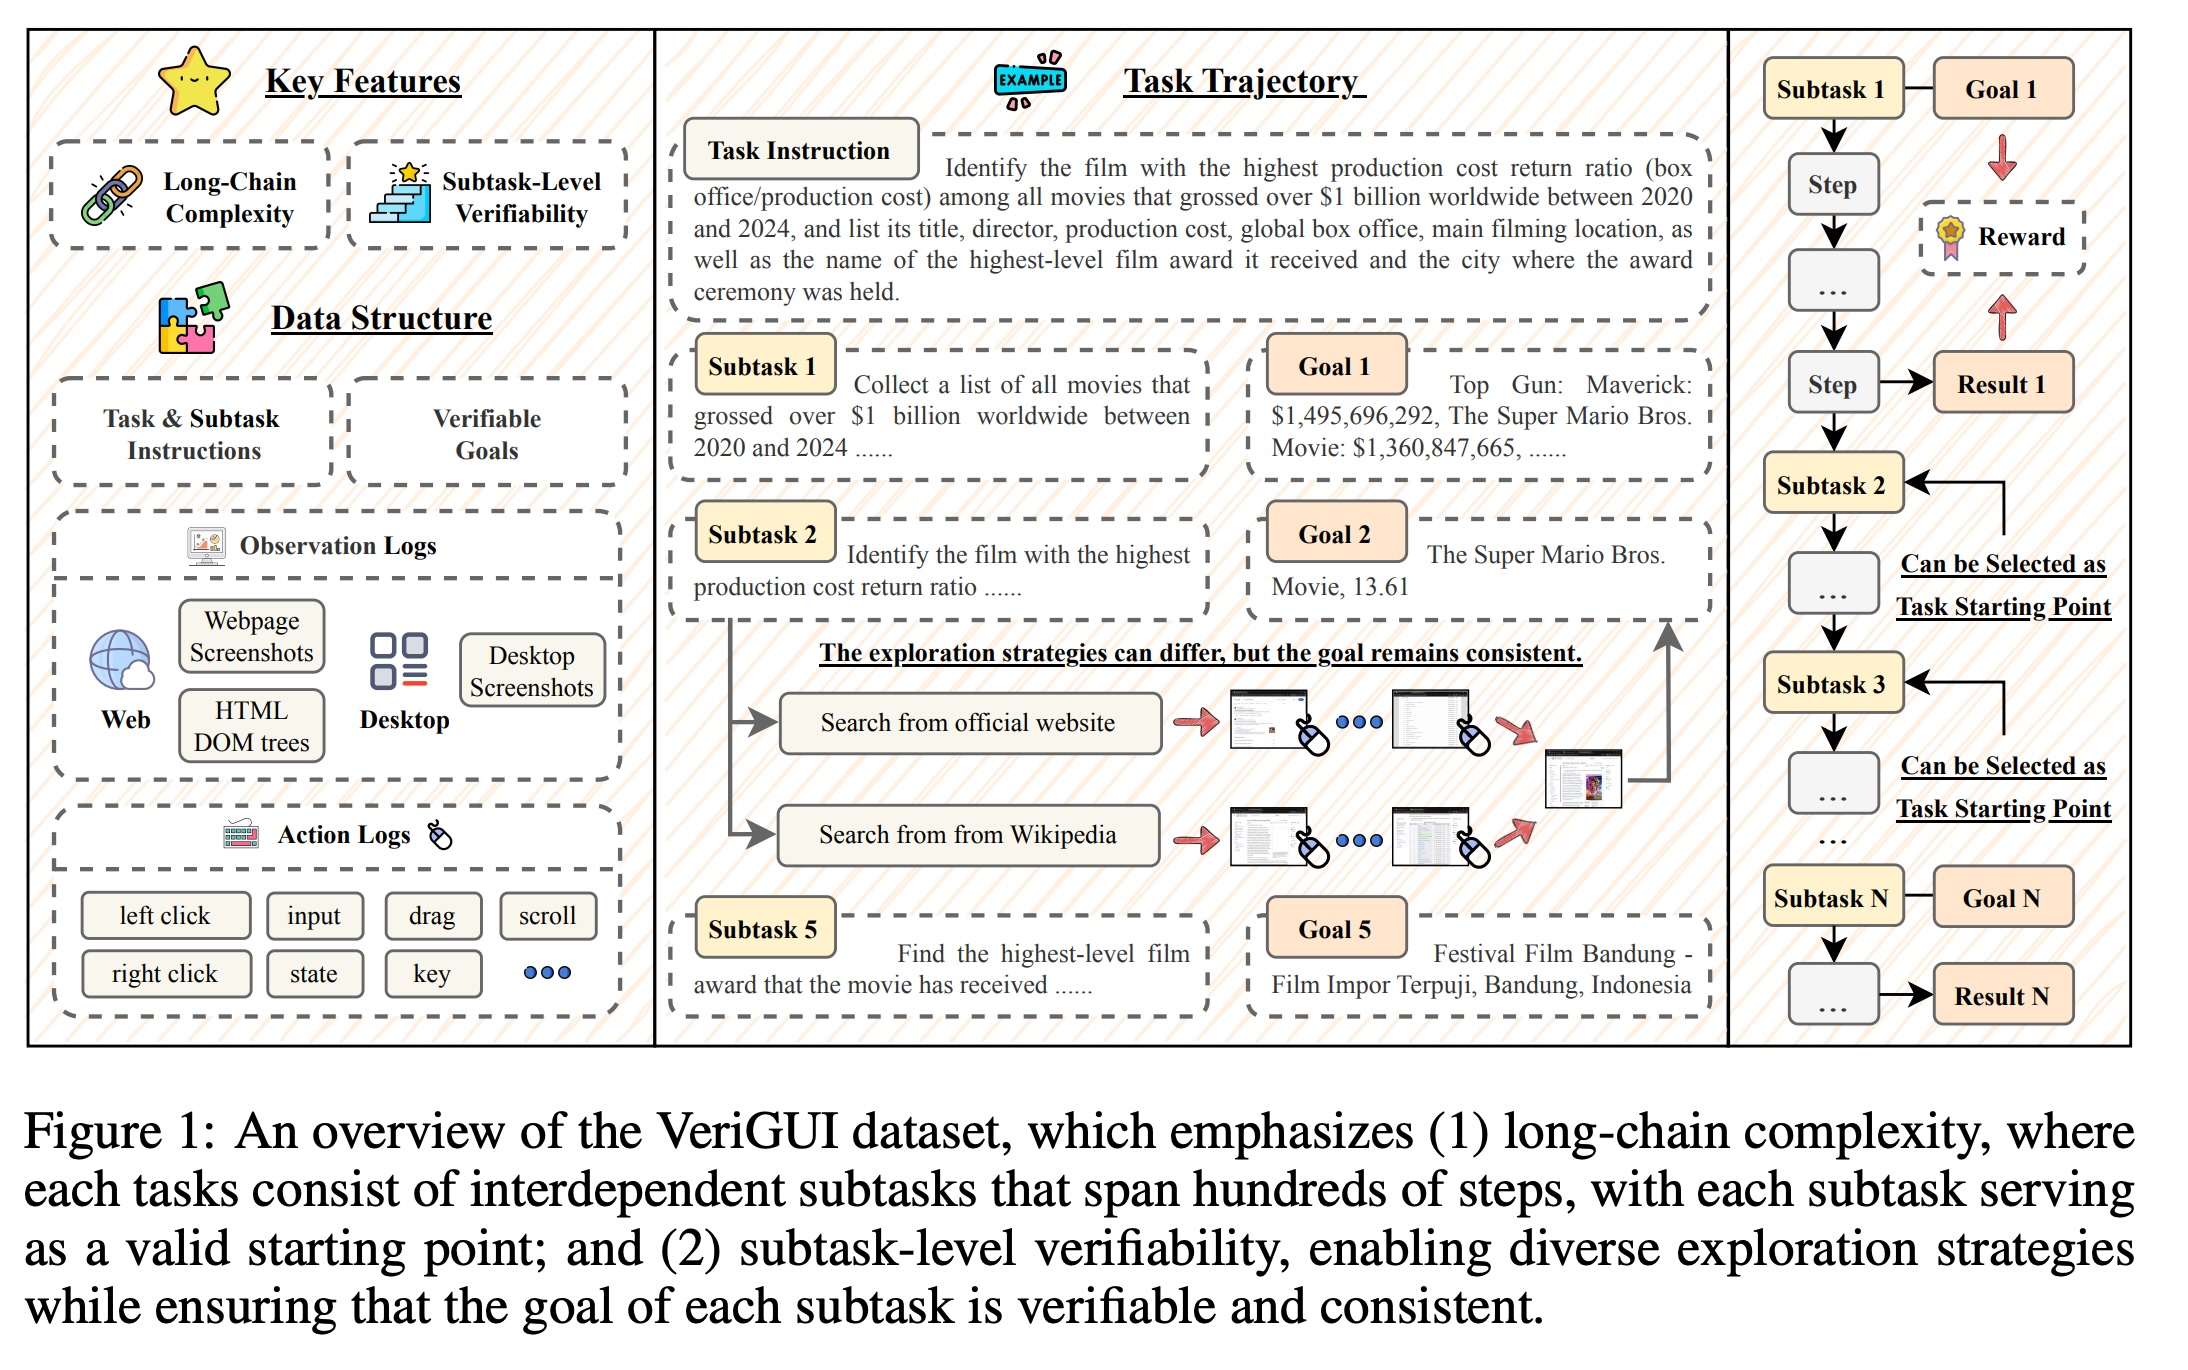 Key Features
Long-Chain
Complexity
Subtask-Level
Verifiability
Data Structure
Task & Subtask
Instructions
Verifiable
Goals
Observation Logs
Web
Webpage
Screenshots
HTML
DOM trees
Desktop
Desktop
Screenshots
Action Logs
left click
input
drag
scroll
right click
state
key
EXAMPLE
Task Trajectory
Task Instruction
Identify the film with the highest production cost return ratio (box
office/production cost) among all movies that grossed over $1 billion worldwide between 2020
and 2024, and list its title, director, production cost, global box office, main filming location, as
well as the name of the highest-level film award it received and the city where the award
ceremony was held.
Subtask 1
Collect a list of all movies that
grossed over $1 billion worldwide between
2020 and 2024 ......
Goal 1
Top Gun: Maverick:
$1,495,696,292, The Super Mario Bros.
Movie: $1,360,847,665, ......
Subtask 2
Identify the film with the highest
production cost return ratio ......
Goal 2
The Super Mario Bros.
Movie, 13.61
The exploration strategies can differ, but the goal remains consistent.
Search from official website
Search from from Wikipedia
Subtask 5
Find the highest-level film
award that the movie has received ......
Goal 5
Festival Film Bandung -
Film Impor Terpuji, Bandung, Indonesia
Subtask 1
Goal 1
Step
Reward
...
Step
Result 1
Subtask 2
...
Can be Selected as
Task Starting Point
Subtask 3
...
Can be Selected as
Task Starting Point
...
Subtask N
Goal N
...
Result N
Figure 1: An overview of the VeriGUI dataset, which emphasizes (1) long-chain complexity, where
each tasks consist of interdependent subtasks that span hundreds of steps, with each subtask serving
as a valid starting point; and (2) subtask-level verifiability, enabling diverse exploration strategies
while ensuring that the goal of each subtask is verifiable and consistent.